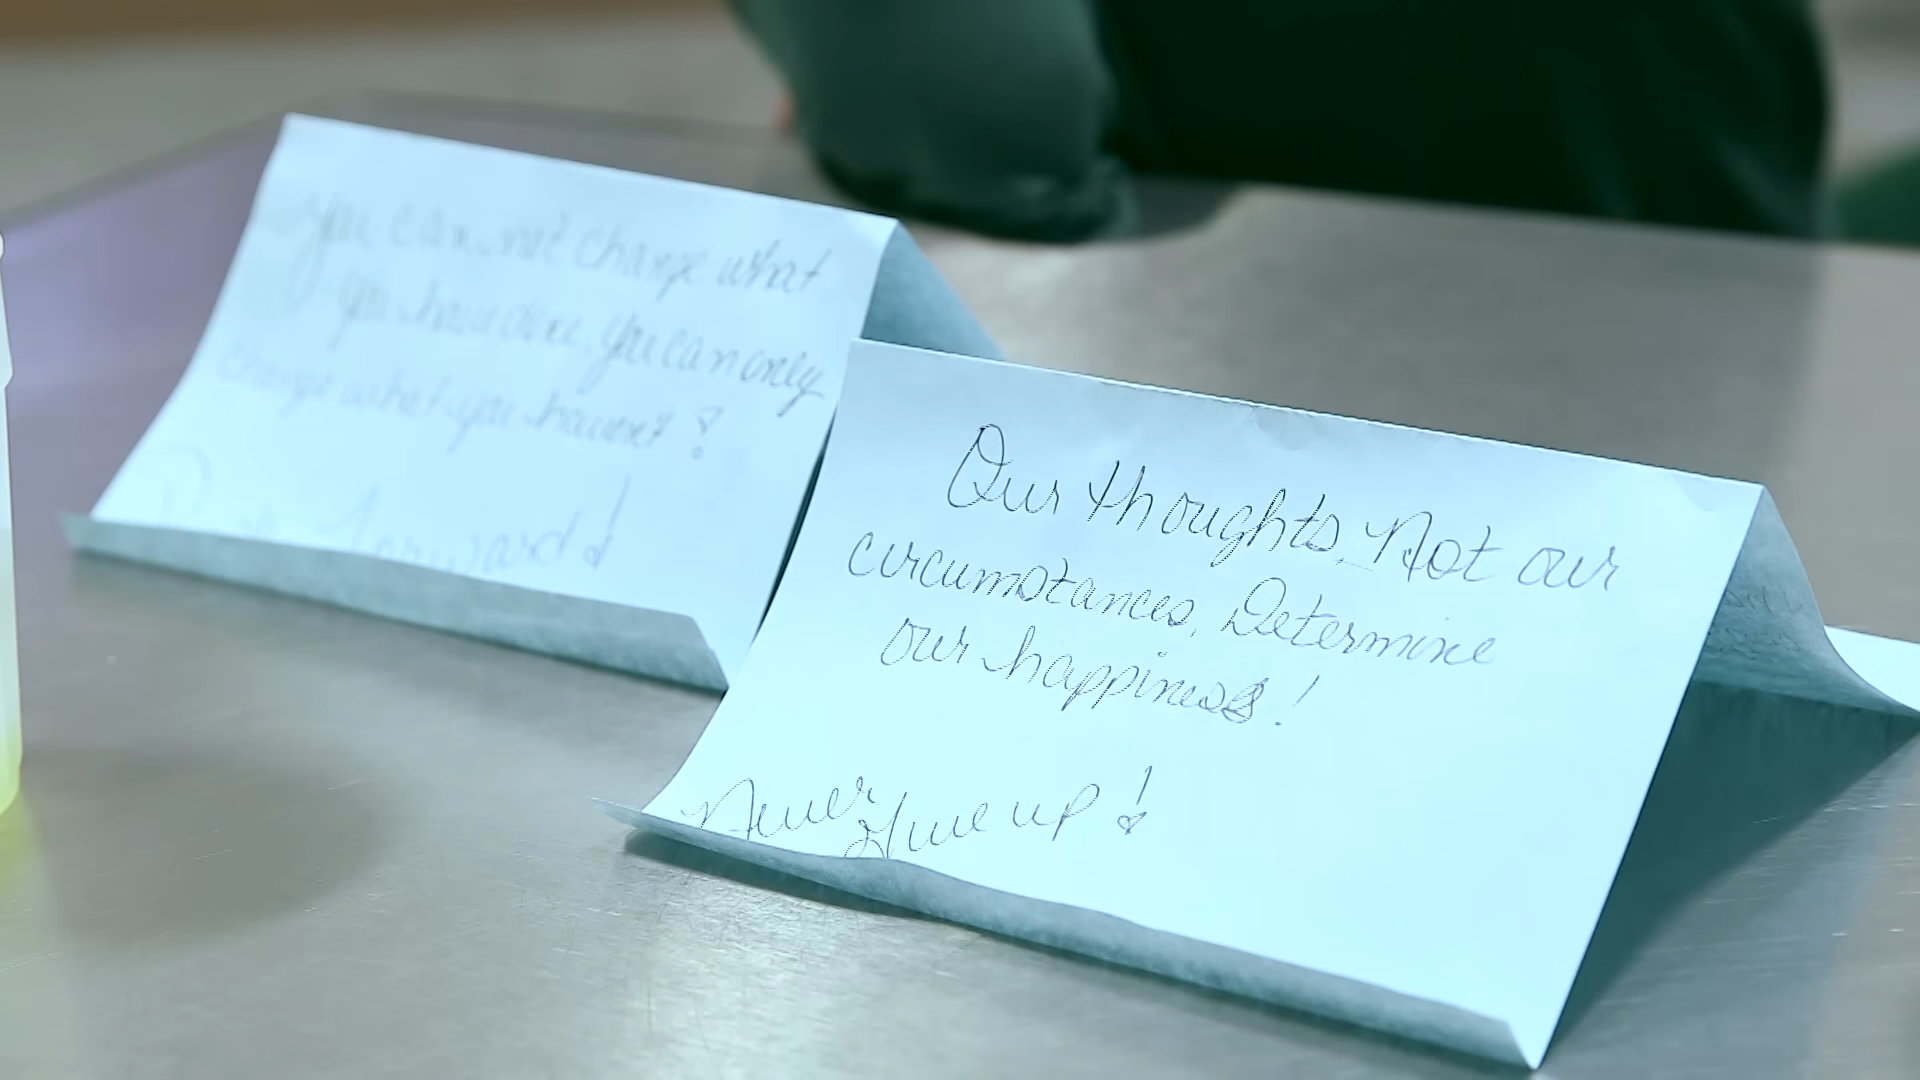 you can not change what
you have done, you can only
change what you haven't?
Forward!
Our thoughts, Not our
circumstances, Determine
our happiness!
Never Give up!